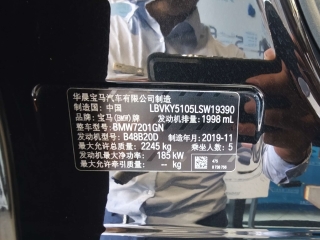 华晨宝马汽车有限公司制造
制造国：中国 LBVKY5105LSW19390
品牌：宝马(BMW)牌 发动机排量：1998 mL
整车型号：BMW7201GN
发动机型号：B48B20D 制造年月：2019-11
最大允许总质量：2245 kg 乘坐人数：5
发动机最大净功率：185 kW
最大允许牵引质量：-- kg